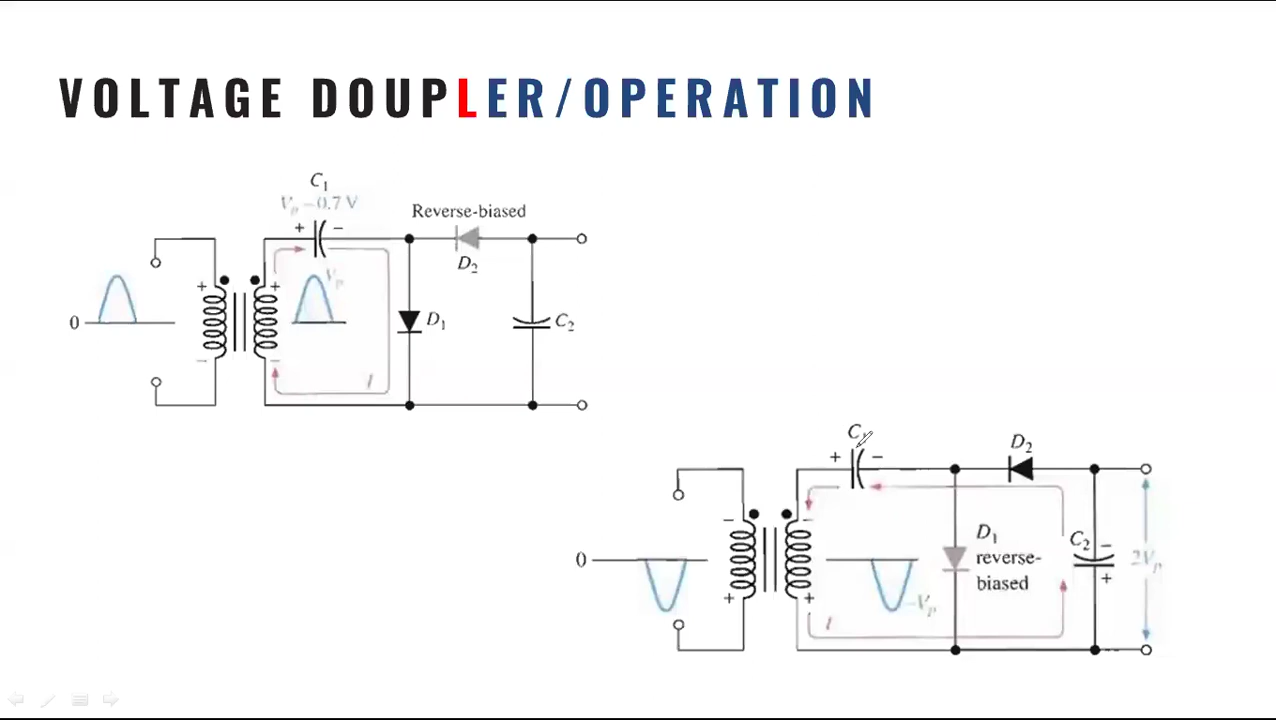 VOLTAGE DOUPLER/OPERATION
C₁
Vₚ – 0.7 V
+ –
Reverse-biased
D₂
+ +
Vₚ
0
D₁
C₂
– –
I
C₁
+ –
D₂
– –
D₁
reverse-
biased
C₂ –
+
2Vₚ
0
+ +
–Vₚ
I